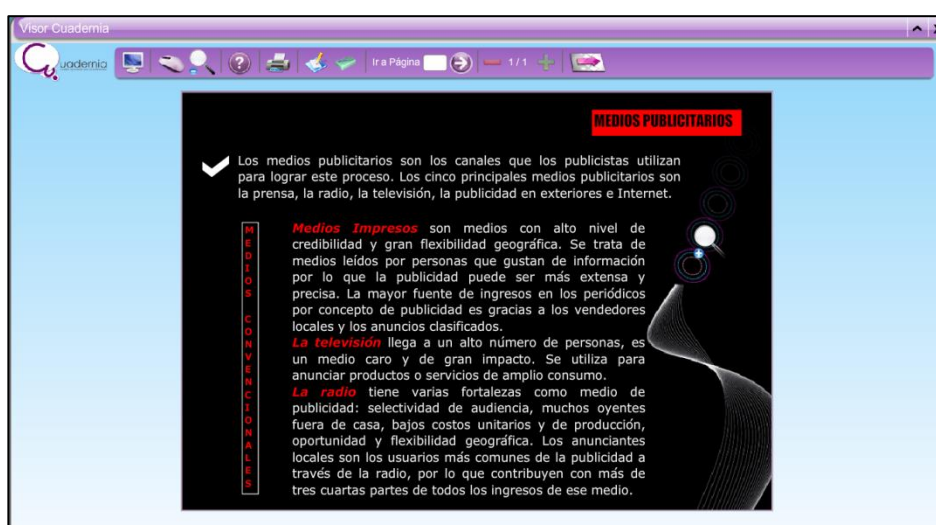 Visor Cuadernia
Cuadernia
Ir a Página
1/1
MEDIOS PUBLICITARIOS
Los medios publicitarios son los canales que los publicistas utilizan
para lograr este proceso. Los cinco principales medios publicitarios son
la prensa, la radio, la televisión, la publicidad en exteriores e Internet.
MEDIOS CONVENCIONALES
Medios Impresos son medios con alto nivel de
credibilidad y gran flexibilidad geográfica. Se trata de
medios leídos por personas que gustan de información
por lo que la publicidad puede ser más extensa y
precisa. La mayor fuente de ingresos en los periódicos
por concepto de publicidad es gracias a los vendedores
locales y los anuncios clasificados.
La televisión llega a un alto número de personas, es
un medio caro y de gran impacto. Se utiliza para
anunciar productos o servicios de amplio consumo.
La radio tiene varias fortalezas como medio de
publicidad: selectividad de audiencia, muchos oyentes
fuera de casa, bajos costos unitarios y de producción,
oportunidad y flexibilidad geográfica. Los anunciantes
locales son los usuarios más comunes de la publicidad a
través de la radio, por lo que contribuyen con más de
tres cuartas partes de todos los ingresos de ese medio.